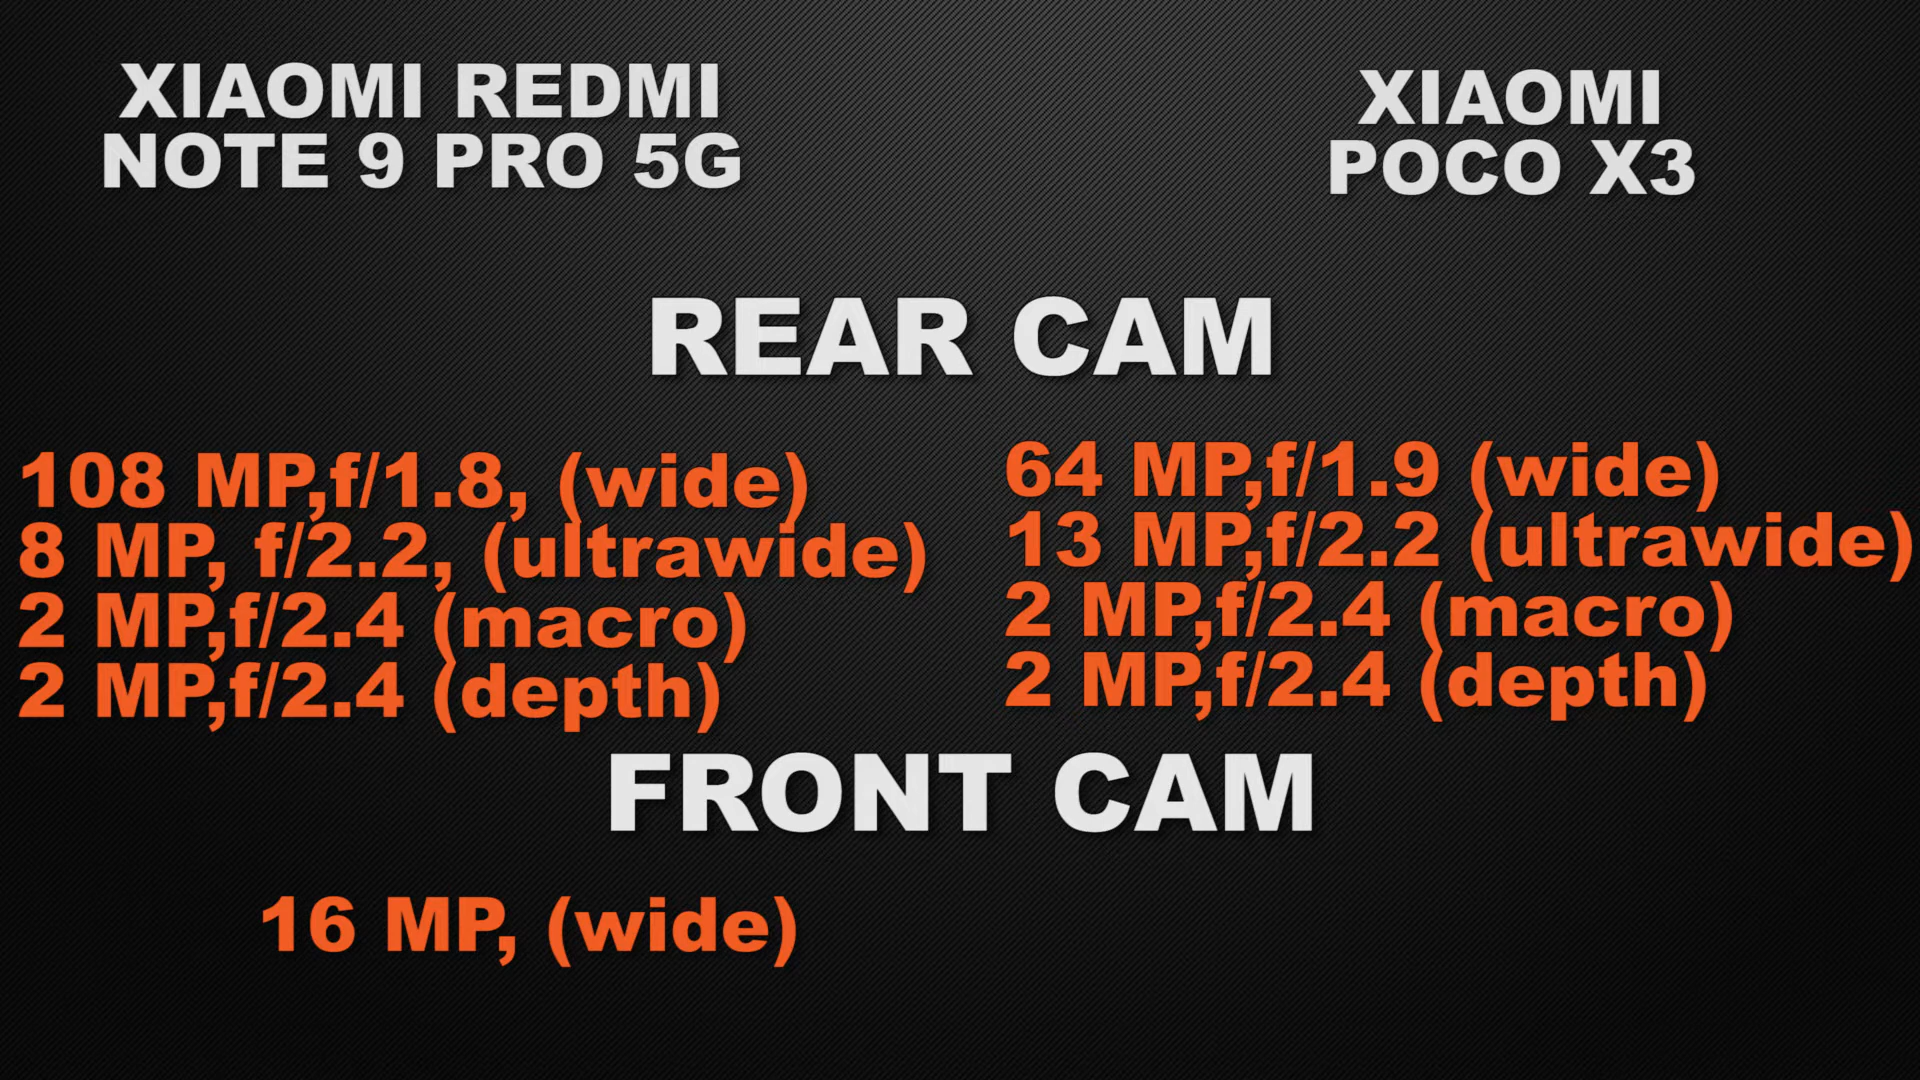 XIAOMI REDMI
NOTE 9 PRO 5G
XIAOMI
POCO X3
REAR CAM
108 MP,f/1.8, (wide)
8 MP, f/2.2, (ultrawide)
2 MP,f/2.4 (macro)
2 MP,f/2.4 (depth)
64 MP,f/1.9 (wide)
13 MP,f/2.2 (ultrawide)
2 MP,f/2.4 (macro)
2 MP,f/2.4 (depth)
FRONT CAM
16 MP, (wide)